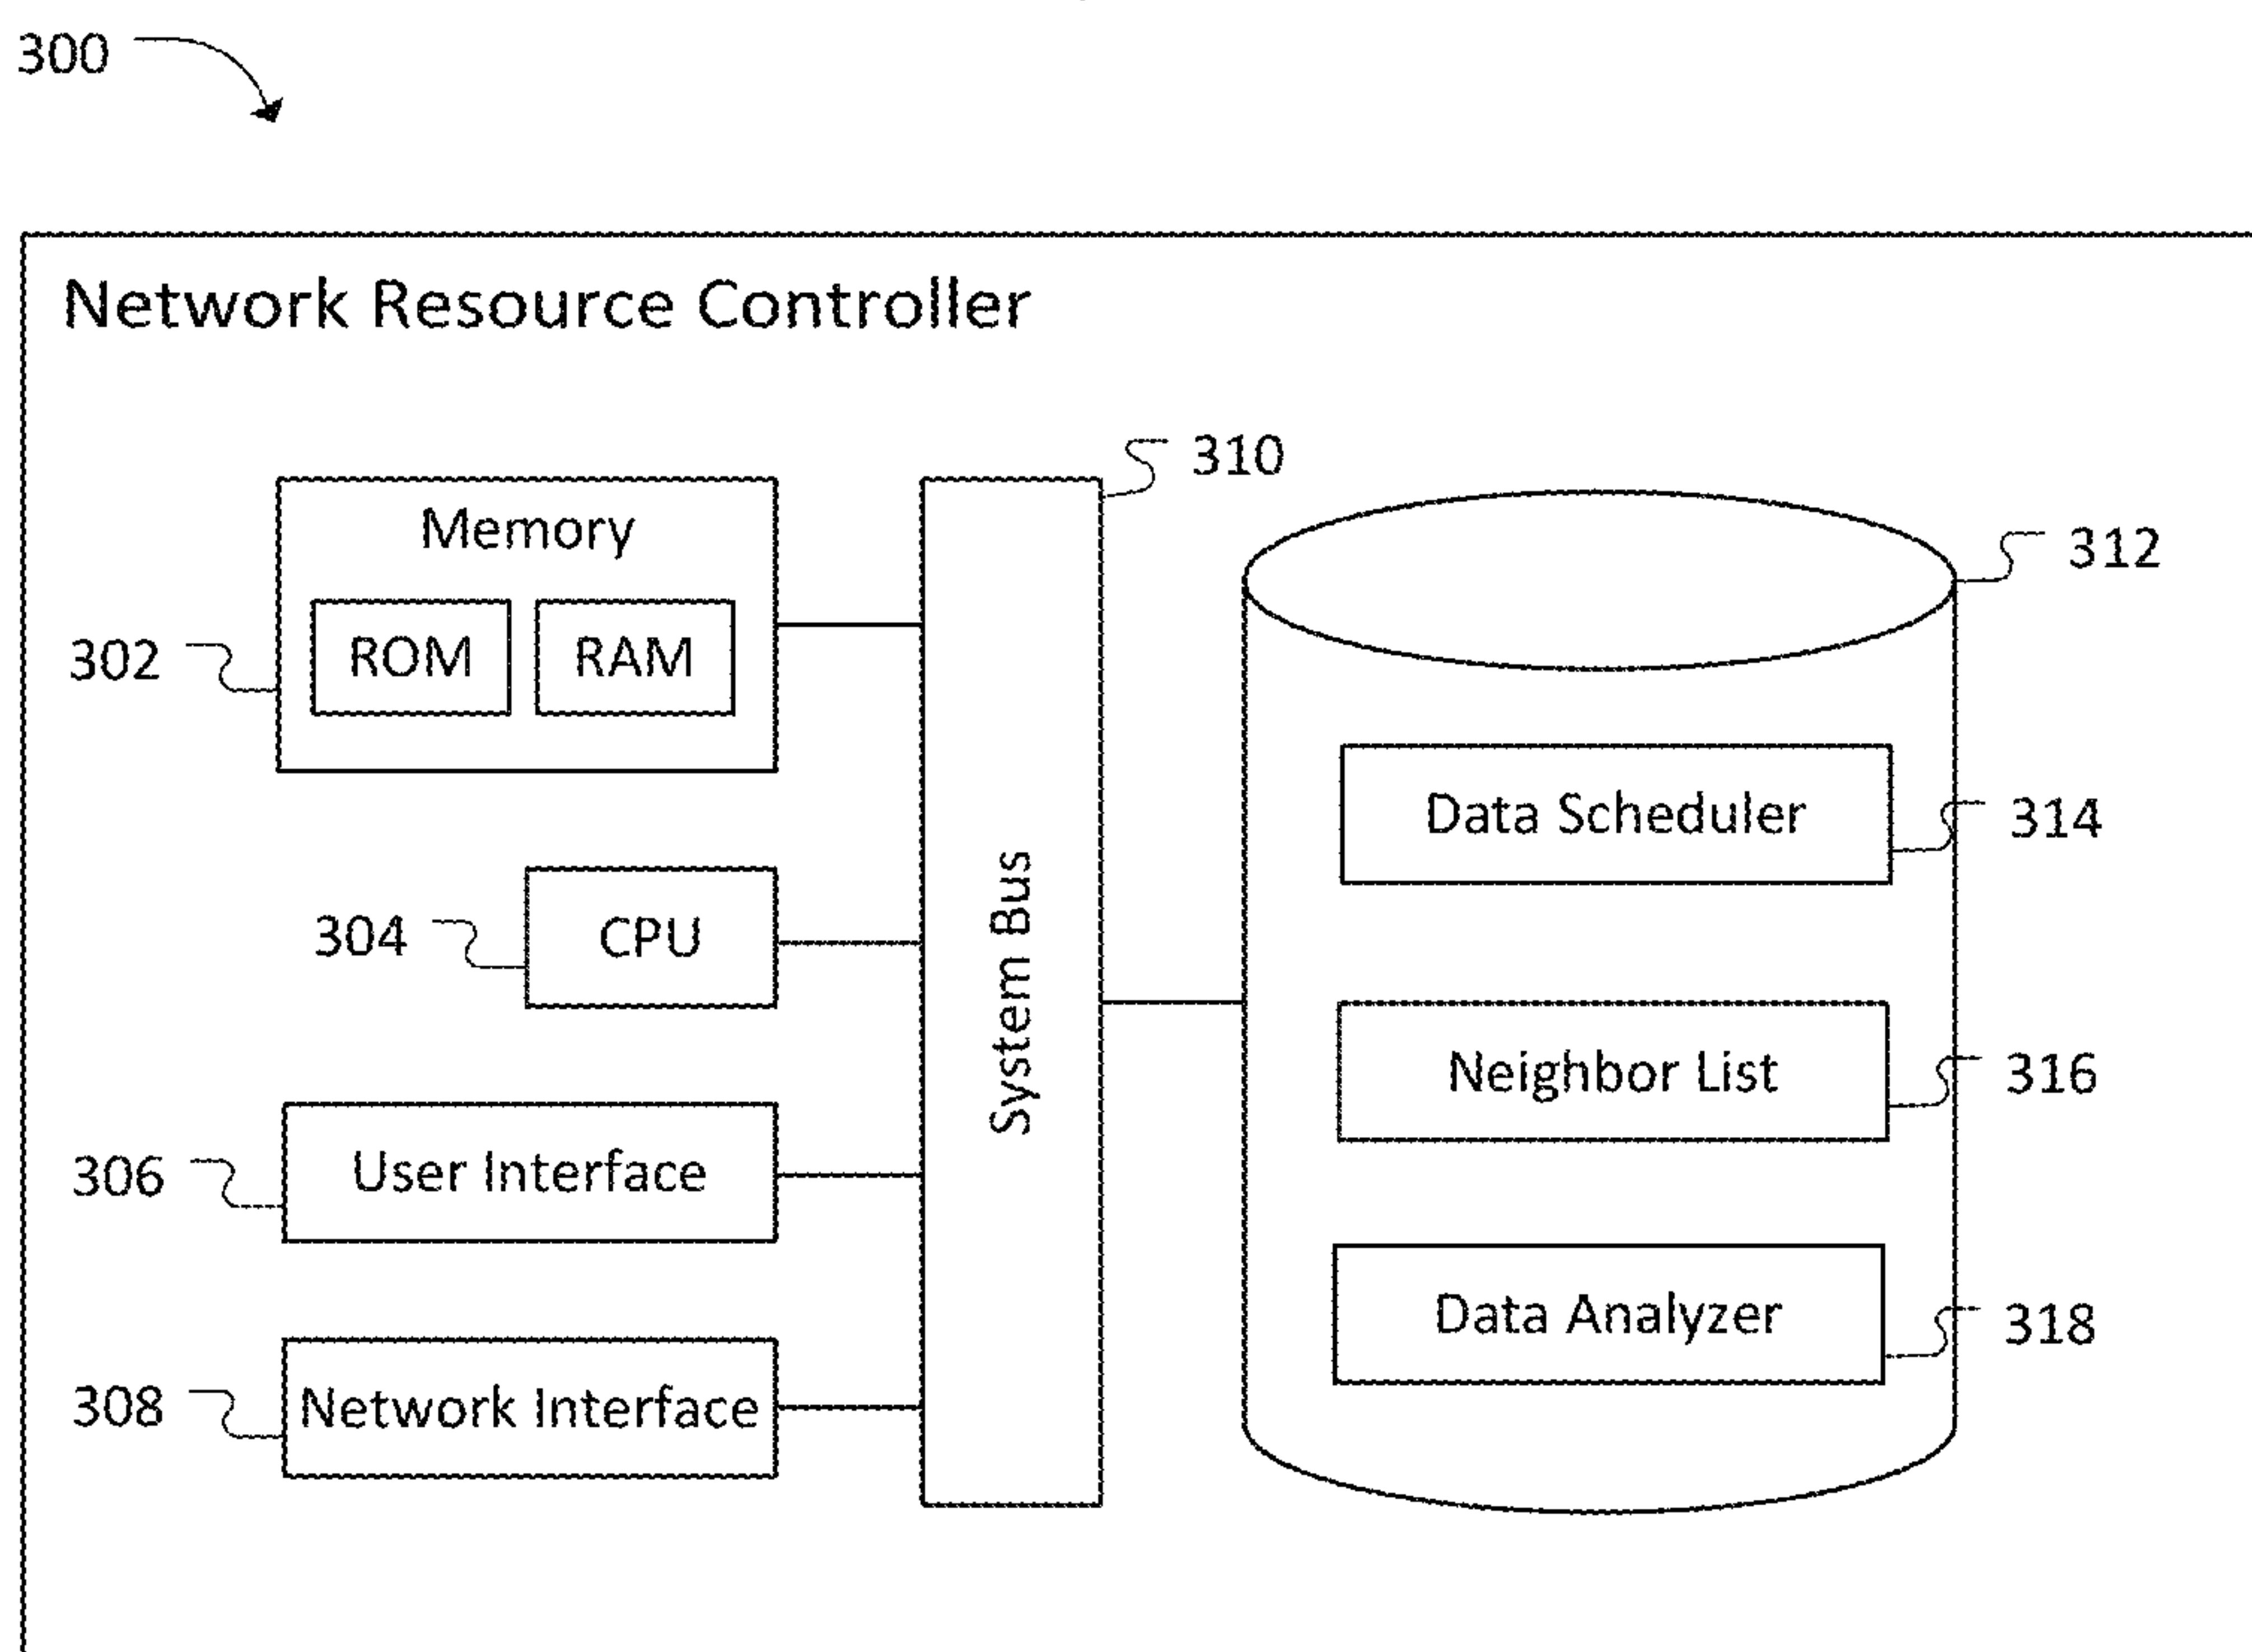 300
Network Resource Controller
310
Memory
312
302
ROM
RAM
Data Scheduler
314
304
CPU
System Bus
Neighbor List
316
306
User Interface
Data Analyzer
318
308
Network Interface